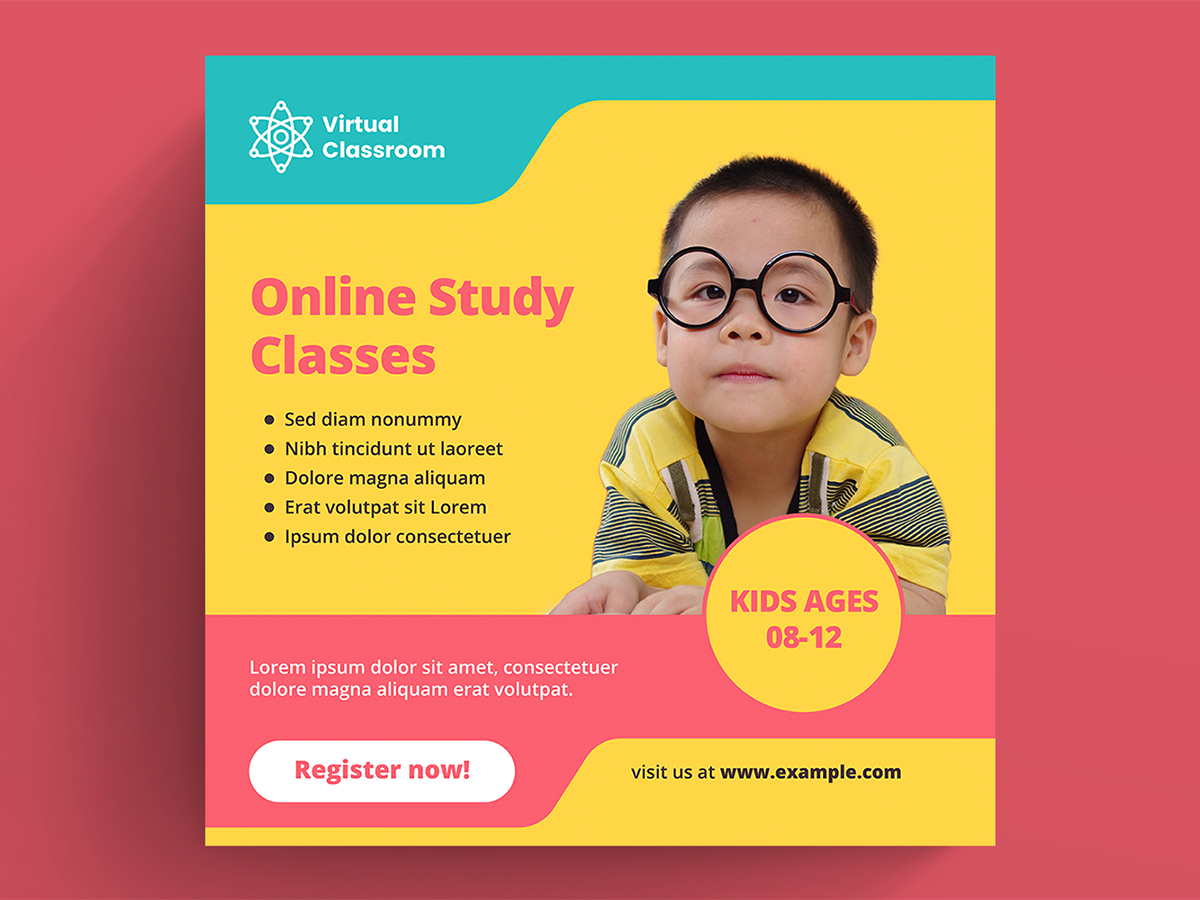 Virtual
Classroom
Online Study
Classes
Sed diam nonummy
Nibh tincidunt ut laoreet
Dolore magna aliquam
Erat volutpat sit Lorem
Ipsum dolor consectetuer
KIDS AGES
08-12
Lorem ipsum dolor sit amet, consectetuer
dolore magna aliquam erat volutpat.
Register now!
visit us at www.example.com